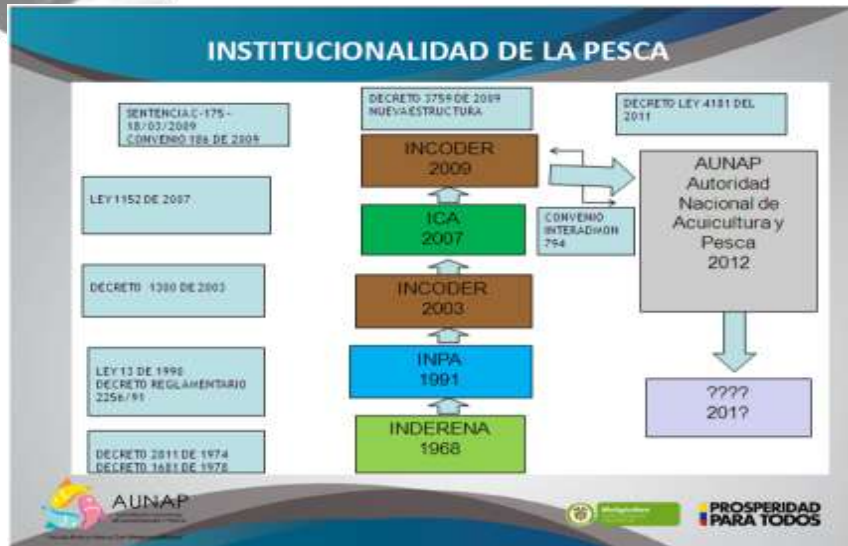 INSTITUCIONALIDAD DE LA PESCA
SENTENCIA C-175 -
18/03/2009
CONVENIO 186 DE 2009
DECRETO 3759 DE 2009
NUEVA ESTRUCTURA
DECRETO LEY 4181 DEL
2011
INCODER
2009
AUNAP
Autoridad
Nacional de
Acuicultura y
Pesca
2012
LEY 1152 DE 2007
ICA
2007
CONVENIO
INTERADMON
794
DECRETO 1300 DE 2003
INCODER
2003
LEY 13 DE 1990
DECRETO REGLAMENTARIO
2256/91
INPA
1991
????
201?
DECRETO 2811 DE 1974
DECRETO 1681 DE 1978
INDERENA
1968
AUNAP
MinAgricultura
PROSPERIDAD
PARA TODOS